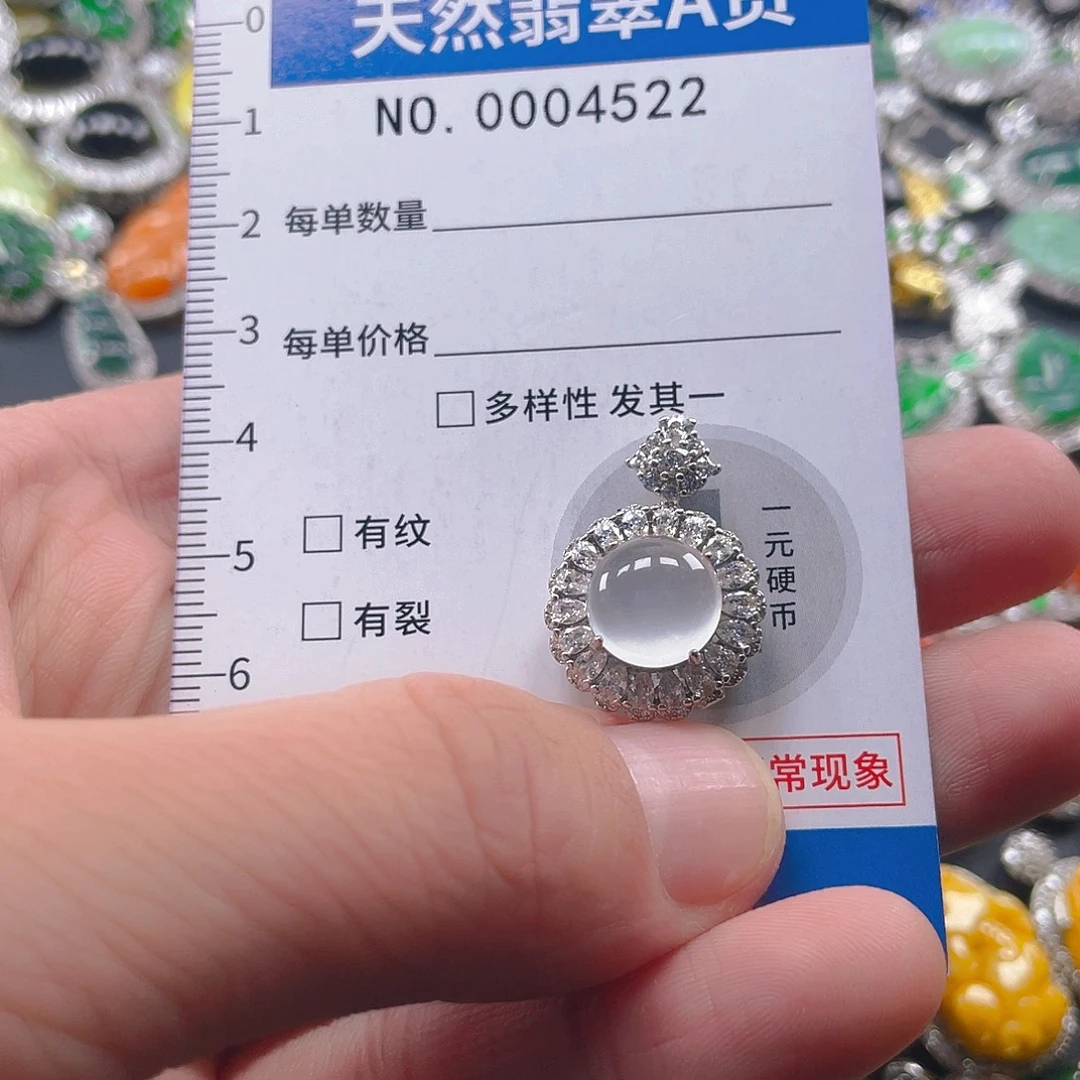 天然翡翠A货
NO. 0004522
每单数量
每单价格
□多样性 发其一
□有纹
□有裂
一元硬币
常现象
0
1
2
3
4
5
6